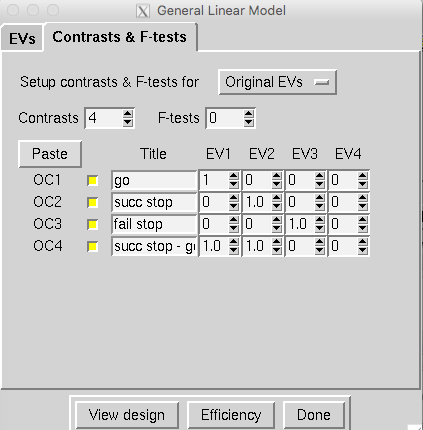 General Linear Model
EVs Contrasts & F-tests
Setup contrasts & F-tests for Original EVs
Contrasts 4 F-tests 0
Paste Title EV1 EV2 EV3 EV4
OC1 go 1 0 0 0
OC2 succ stop 0 1.0 0 0
OC3 fail stop 0 0 1.0 0
OC4 succ stop - g 1.0 1.0 0 0
View design Efficiency Done